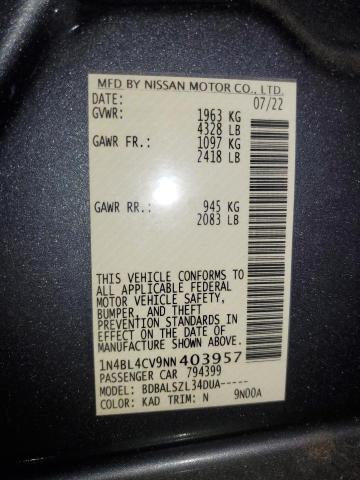 MFD BY NISSAN MOTOR CO., LTD.
DATE: 07/22
GVWR: 1963 KG
4328 LB
GAWR FR.: 1097 KG
2418 LB
GAWR RR.: 945 KG
2083 LB
THIS VEHICLE CONFORMS TO
ALL APPLICABLE FEDERAL
MOTOR VEHICLE SAFETY,
BUMPER, AND THEFT
PREVENTION STANDARDS IN
EFFECT ON THE DATE OF
MANUFACTURE SHOWN ABOVE.
1N4BL4CV9NN403957
PASSENGER CAR 794399
MODEL: BDBALSZL34DUA-----
COLOR: KAD TRIM: N 9N00A